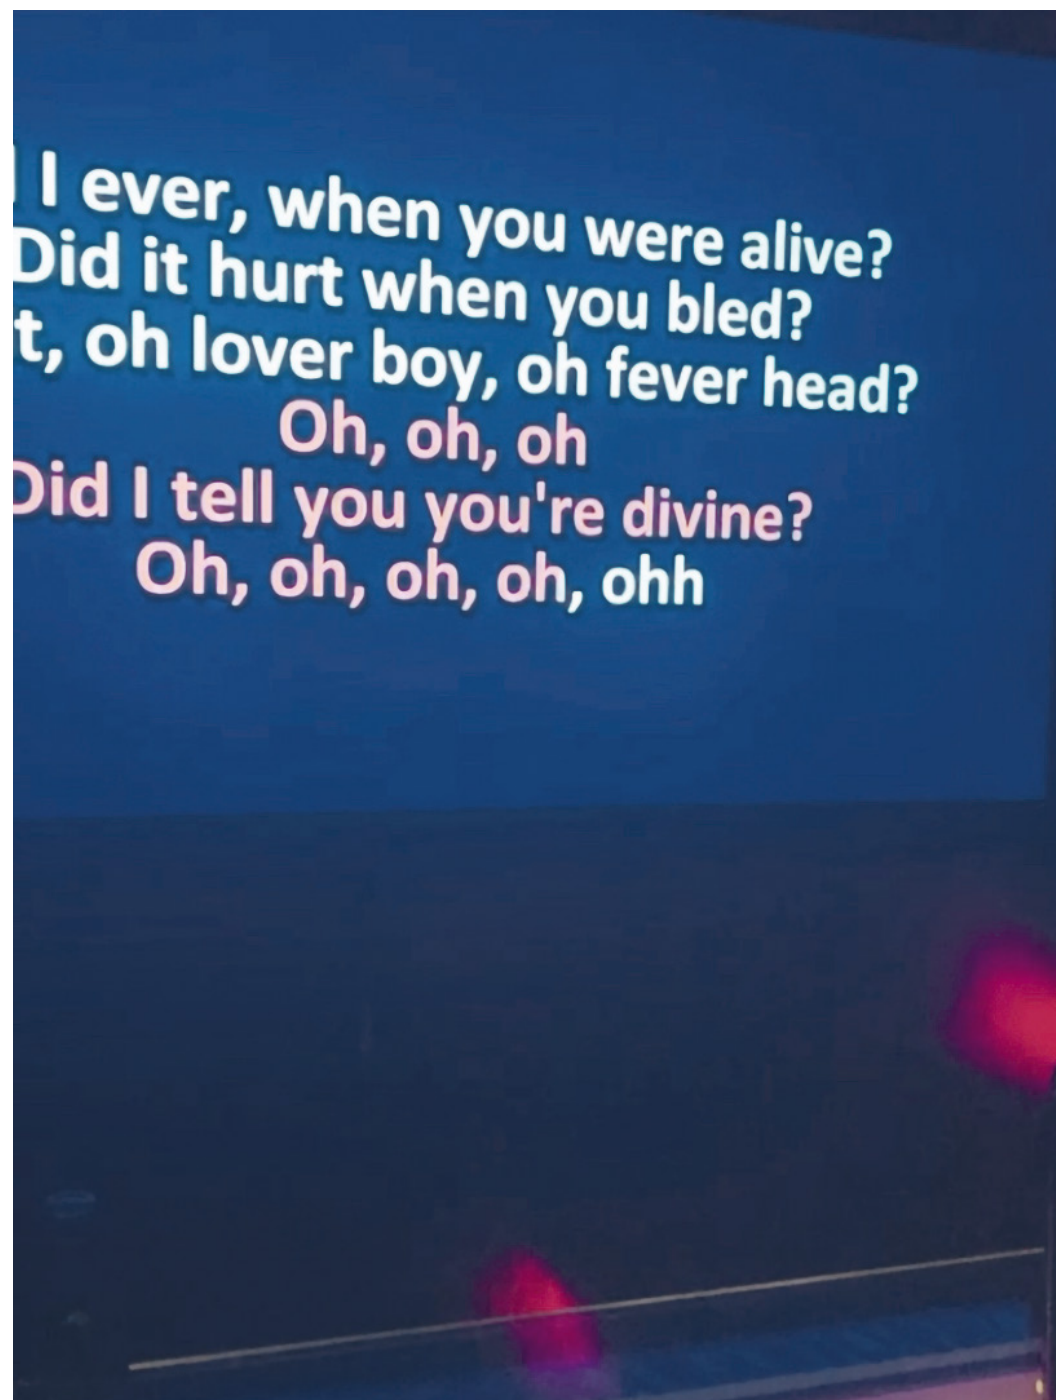 I ever, when you were alive?
Did it hurt when you bled?
t, oh lover boy, oh fever head?
Oh, oh, oh
Did I tell you you're divine?
Oh, oh, oh, oh, ohh